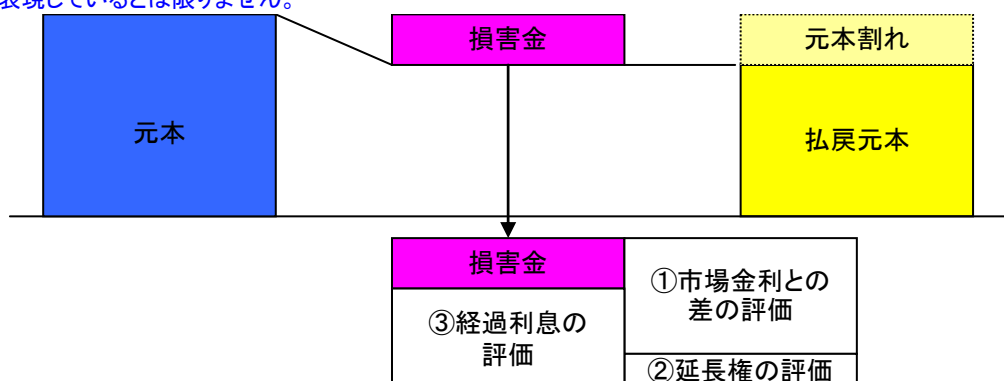 表現しているとは限りません。
損害金
元本割れ
元本
払戻元本
損害金
①市場金利との
差の評価
③経過利息の
評価
②延長権の評価